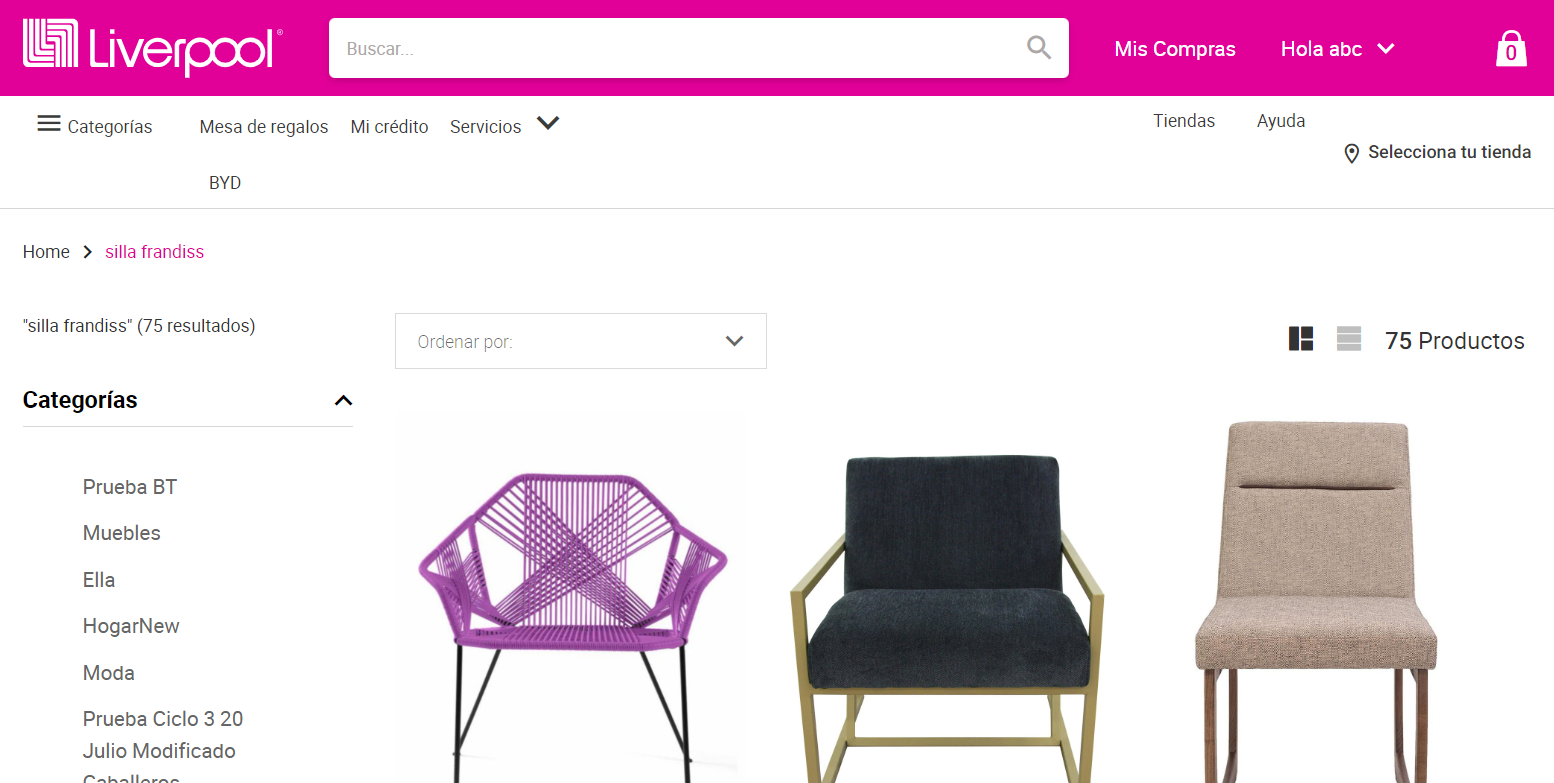 Liverpool®
Buscar...
Mis Compras
Hola abc
0
Categorías
Mesa de regalos
Mi crédito
Servicios
Tiendas
Ayuda
Selecciona tu tienda
BYD
Home
silla frandiss
"silla frandiss" (75 resultados)
Ordenar por:
75 Productos
Categorías
Prueba BT
Muebles
Ella
HogarNew
Moda
Prueba Ciclo 3 20
Julio Modificado
Caballeros